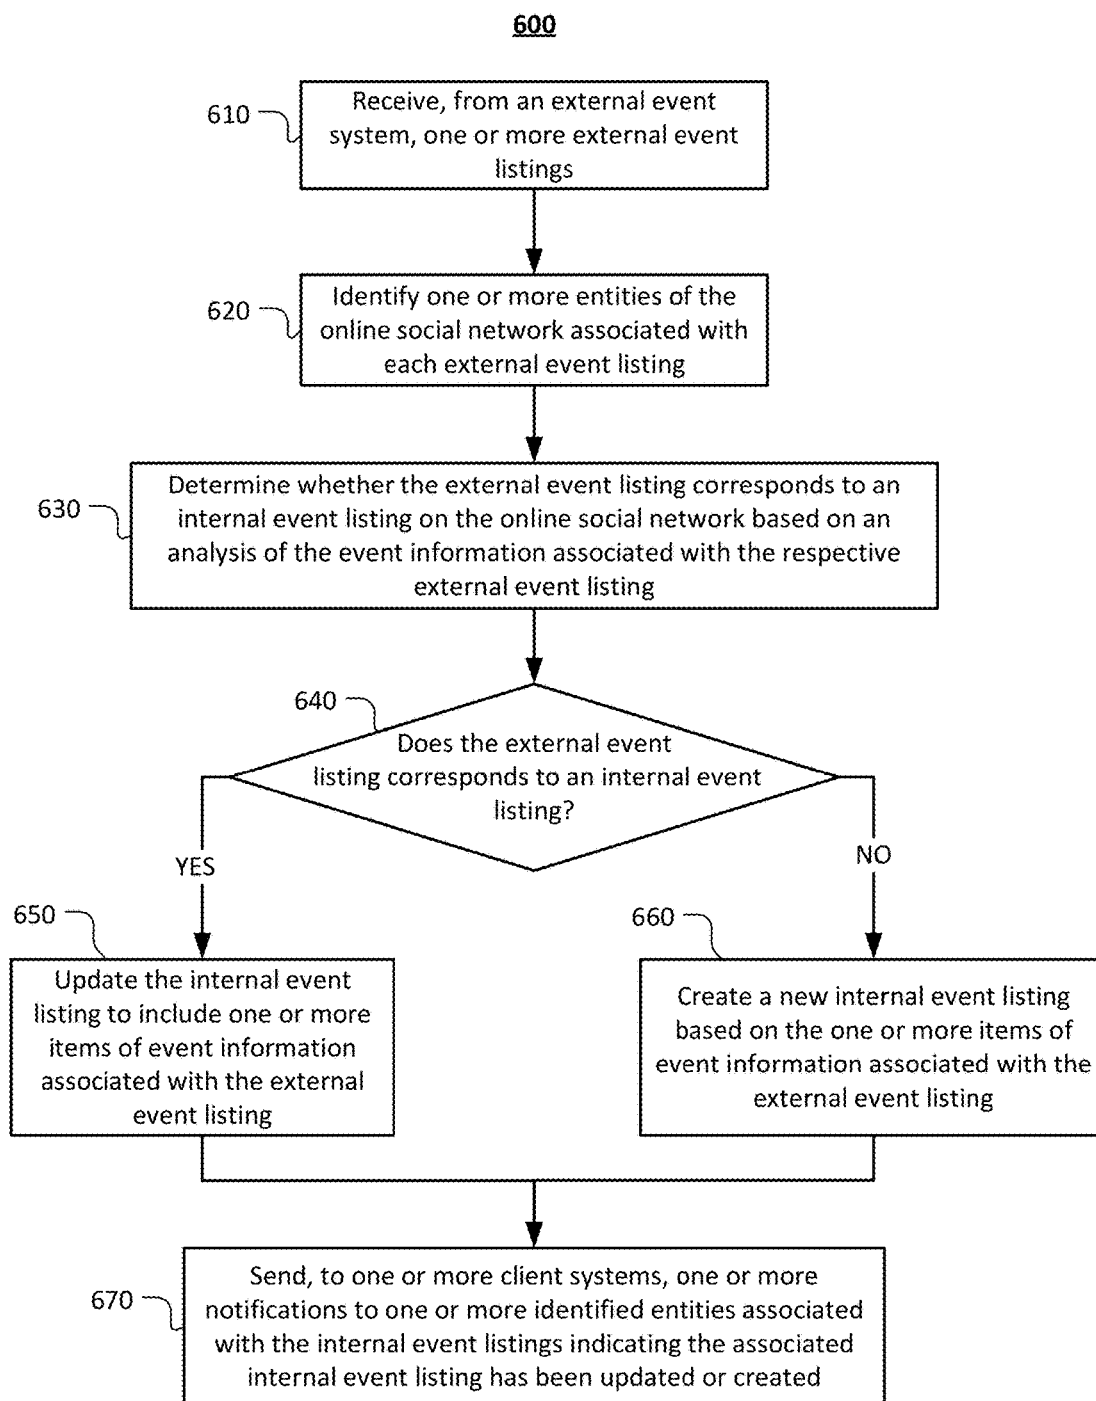 600
610
Receive, from an external event
system, one or more external event
listings
620
Identify one or more entities of the
online social network associated with
each external event listing
630
Determine whether the external event listing corresponds to an
internal event listing on the online social network based on an
analysis of the event information associated with the respective
external event listing
640
Does the external event
listing corresponds to an internal event
listing?
YES
NO
650
Update the internal event
listing to include one or more
items of event information
associated with the external
event listing
660
Create a new internal event listing
based on the one or more items of
event information associated with the
external event listing
670
Send, to one or more client systems, one or more
notifications to one or more identified entities associated
with the internal event listings indicating the associated
internal event listing has been updated or created